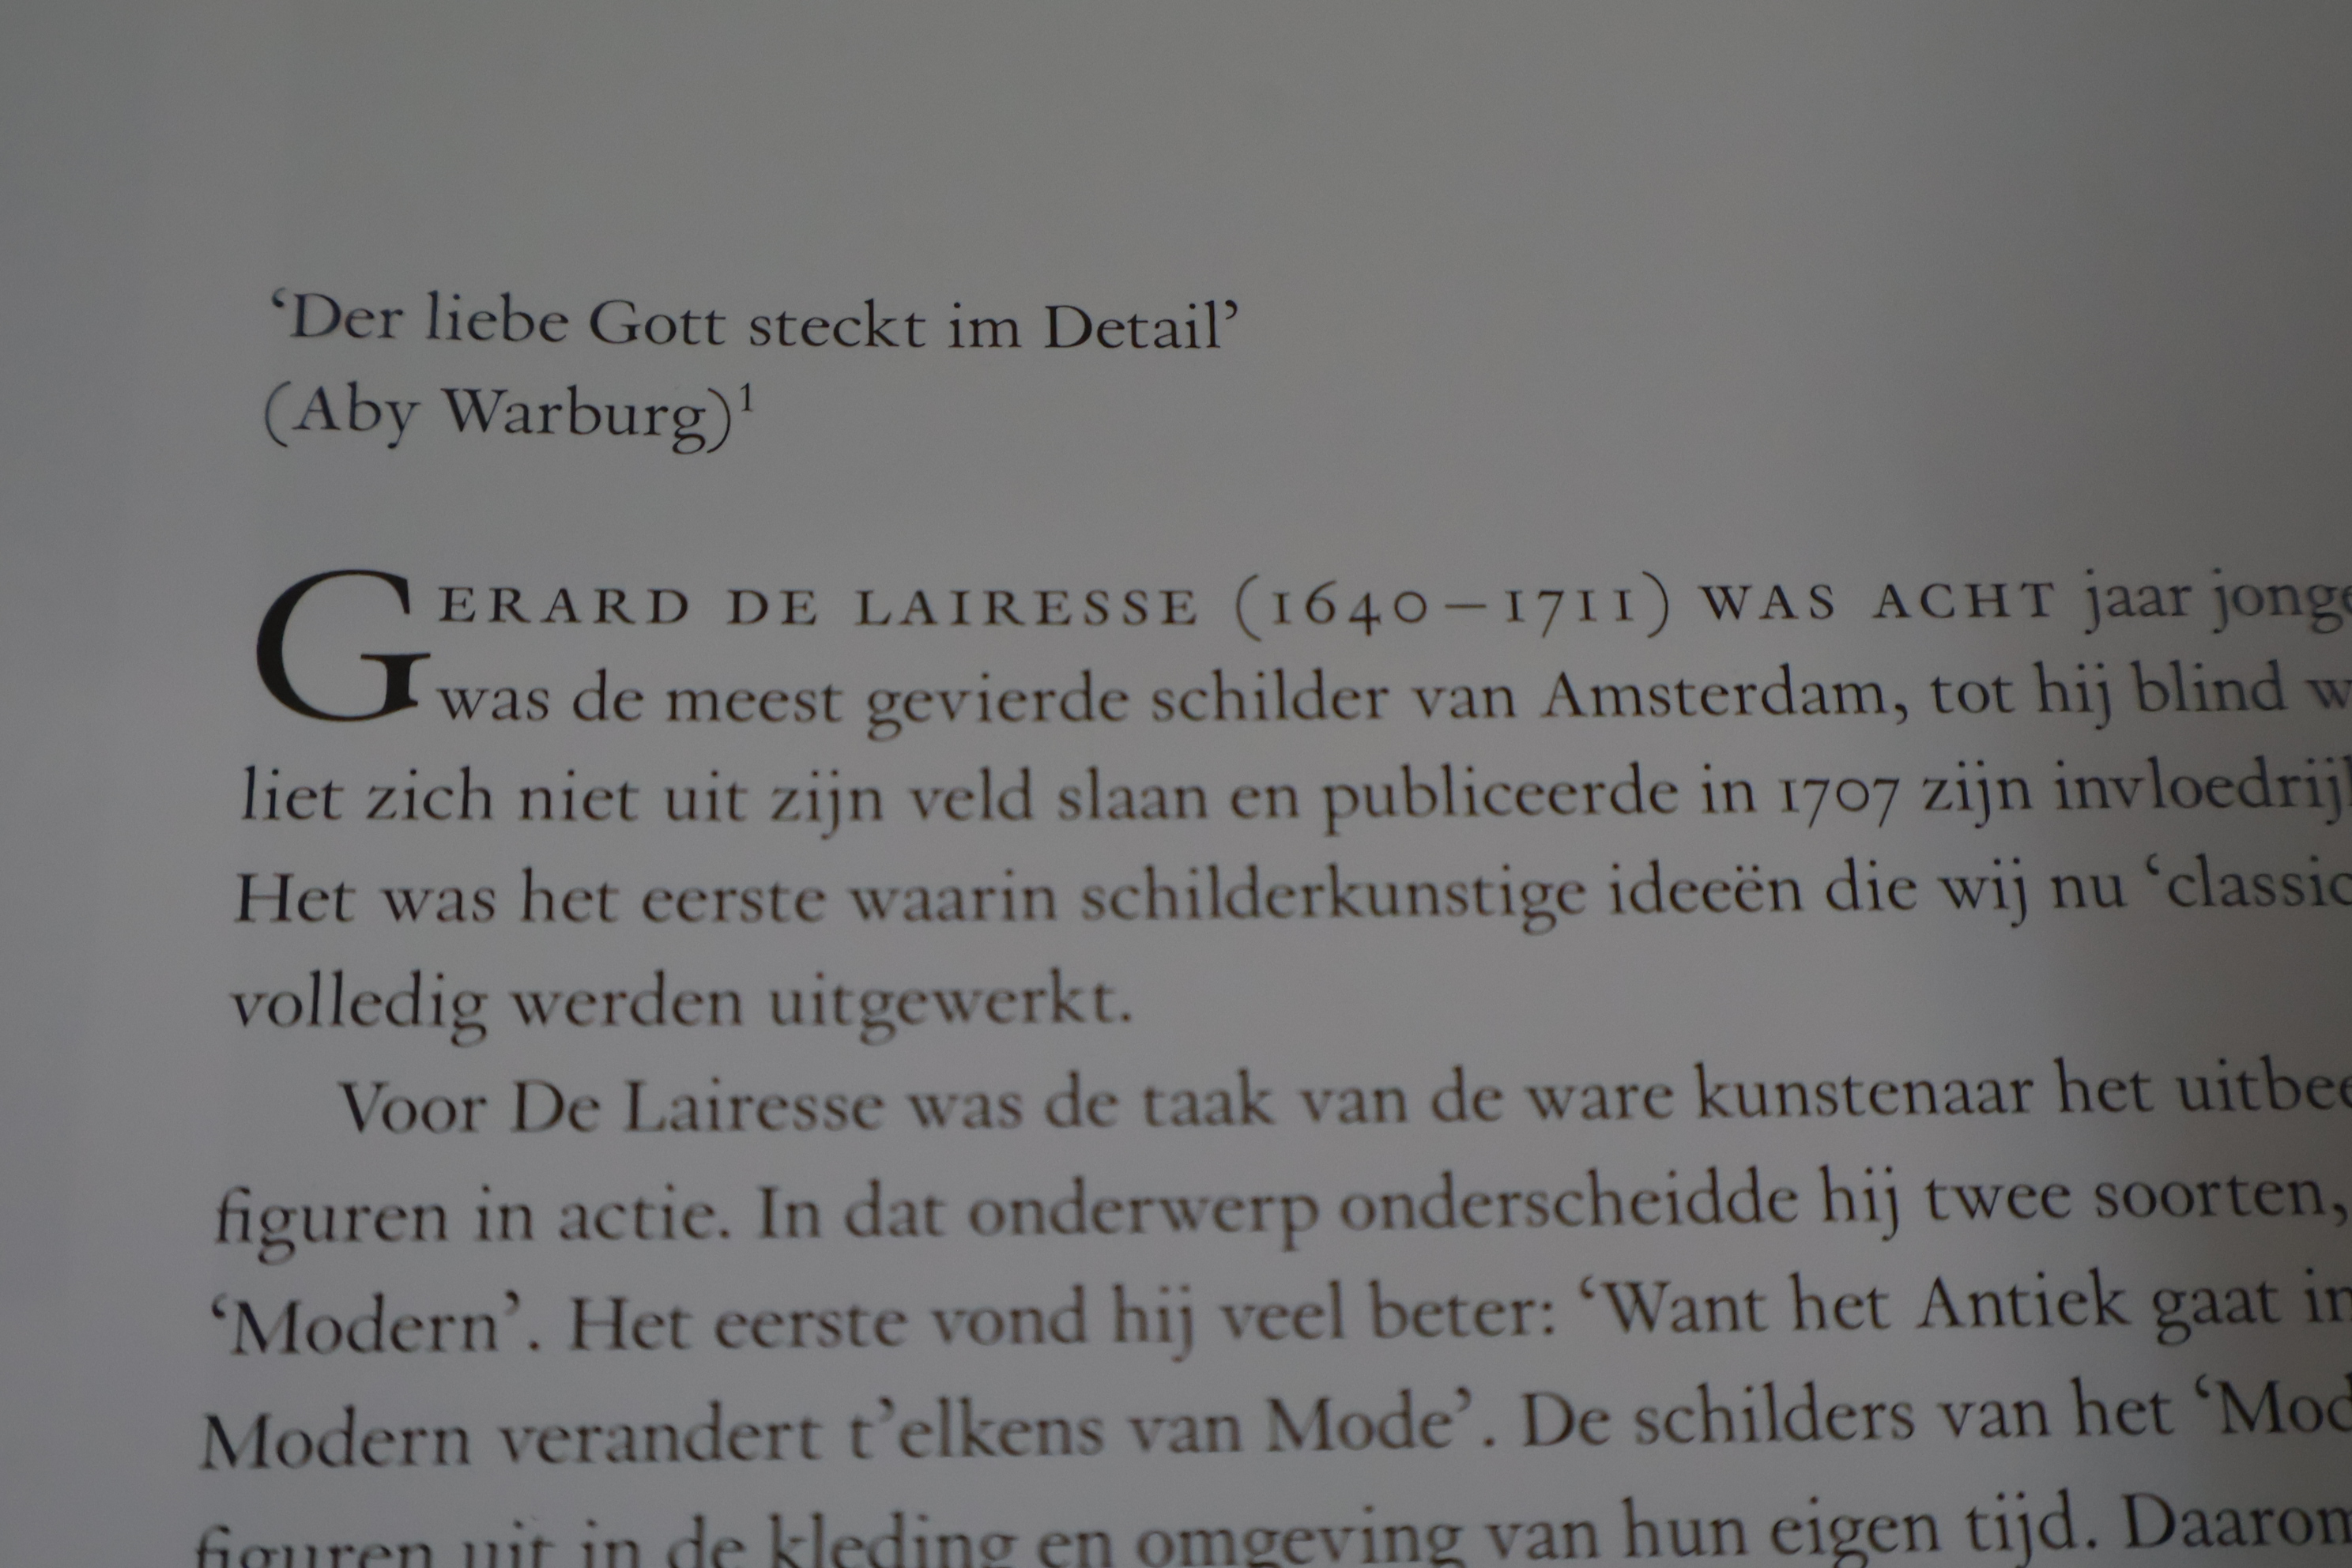 ‘Der liebe Gott steckt im Detail’
(Aby Warburg)¹
GERARD DE LAIRESSE (1640–1711) WAS ACHT jaar
was de meest gevierde schilder van Amsterdam, tot hij blind
liet zich niet uit zijn veld slaan en publiceerde in 1707 zijn
Het was het eerste waarin schilderkunstige ideeën die wij nu
volledig werden uitgewerkt.
Voor De Lairesse was de taak van de ware kunstenaar het
figuren in actie. In dat onderwerp onderscheidde hij twee soorten,
‘Modern’. Het eerste vond hij veel beter: ‘Want het Antiek gaat
Modern verandert t’elkens van Mode’. De schilders van het
figuren uit in de kleding en omgeving van hun eigen tijd. Daarom